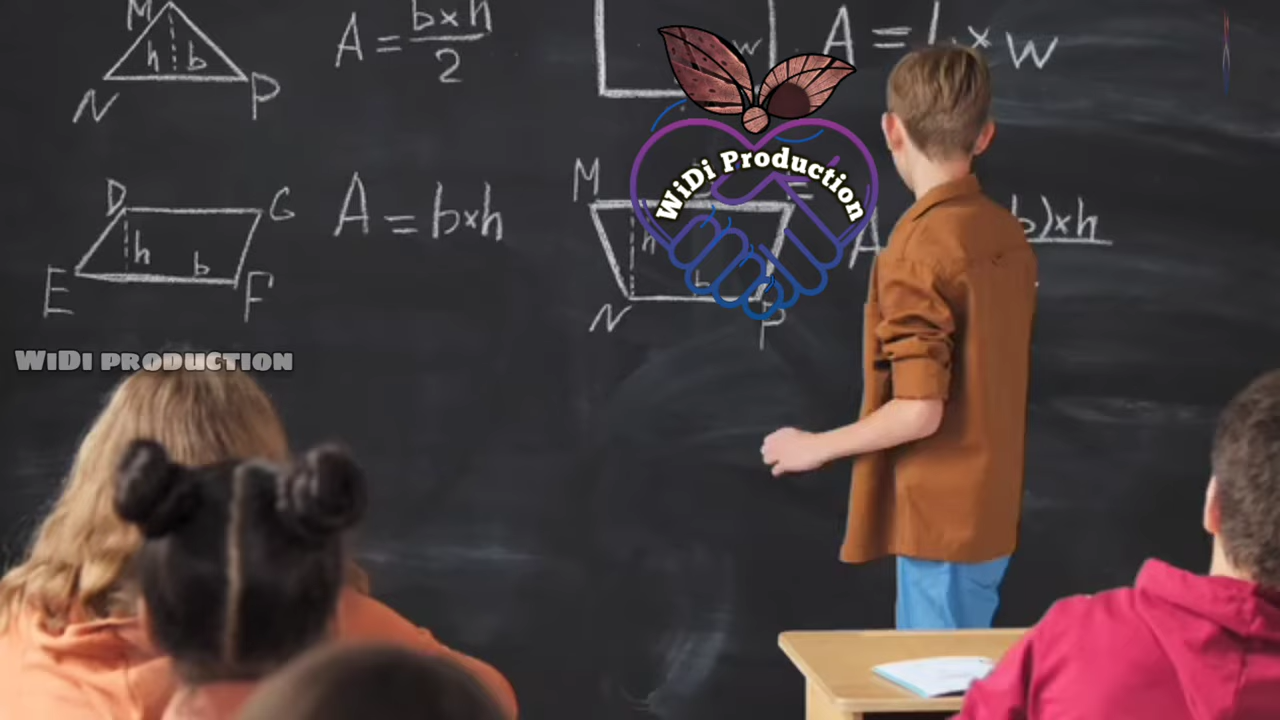 M
h b
N P
A = b x h / 2
w
A = l x w
D G
h b
E F
A = b x h
M
h
N P
A
b) x h
WiDi Production
WiDi PRODUCTION